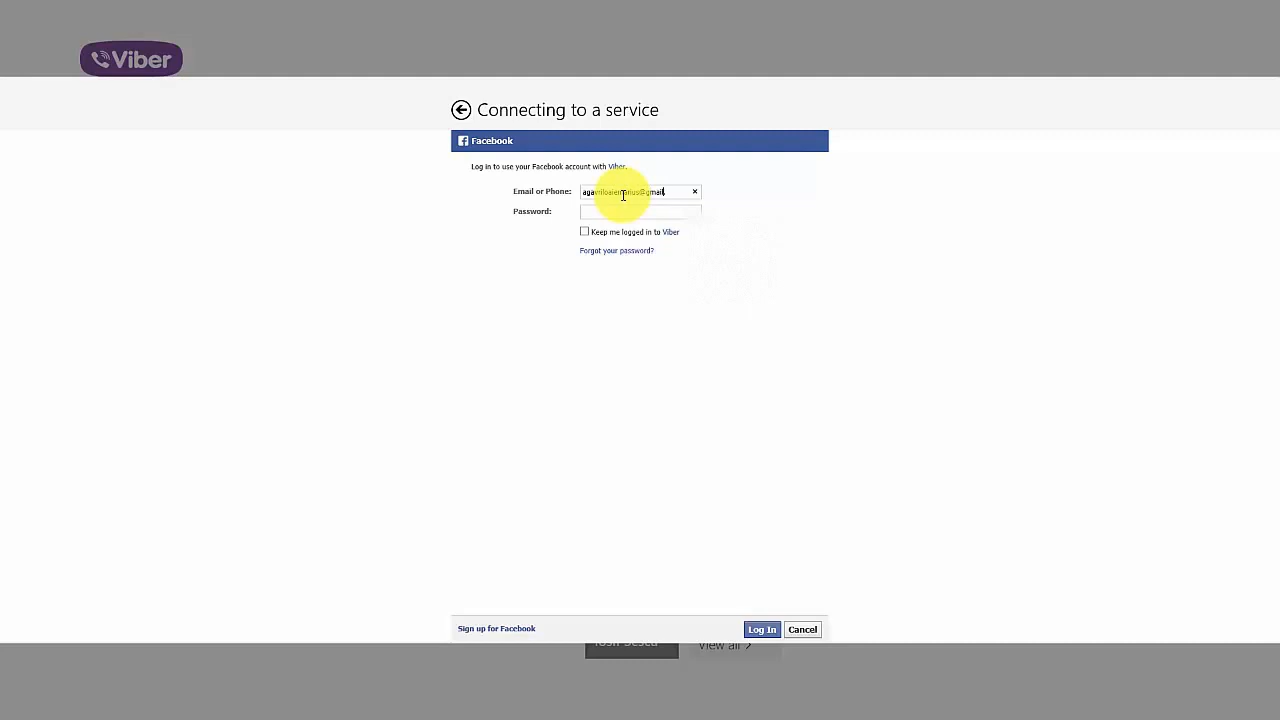 Viber
Connecting to a service
Facebook
Log in to use your Facebook account with Viber.
Email or Phone:
Password:
Keep me logged in to Viber
Forgot your password?
Sign up for Facebook
Log In
Cancel
View all